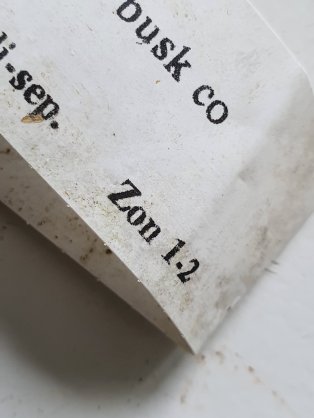 busk co
li-sep.
Zon 1-2